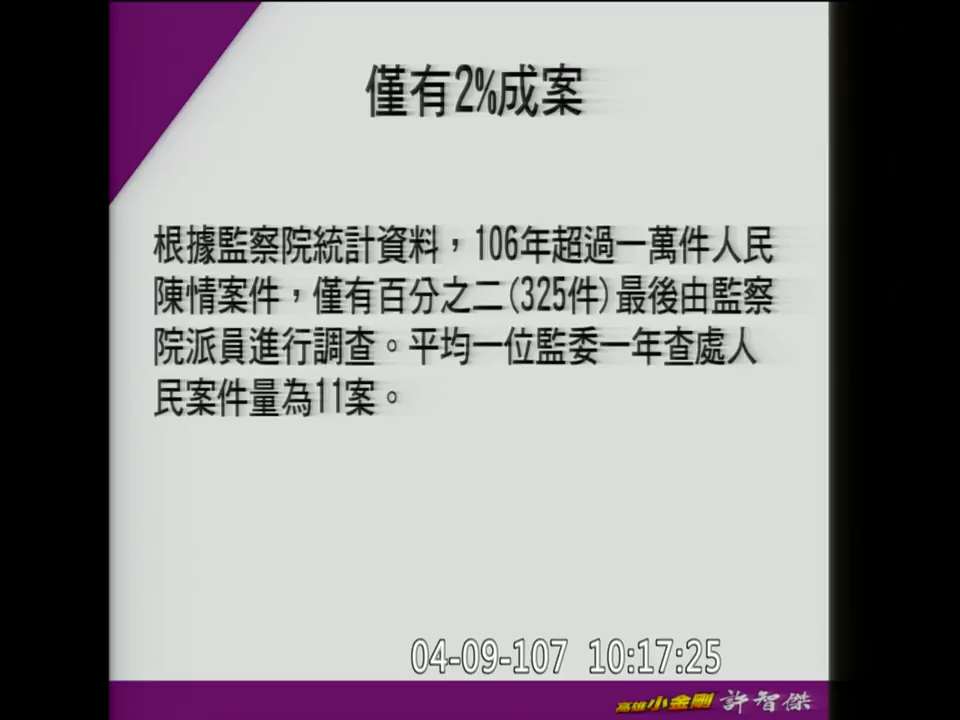 僅有2%成案
根據監察院統計資料，106年超過一萬件人民
陳情案件，僅有百分之二(325件)最後由監察
院派員進行調查。平均一位監委一年查處人
民案件量為11案。
04-09-107 10:17:25
高雄小金剛 許智傑